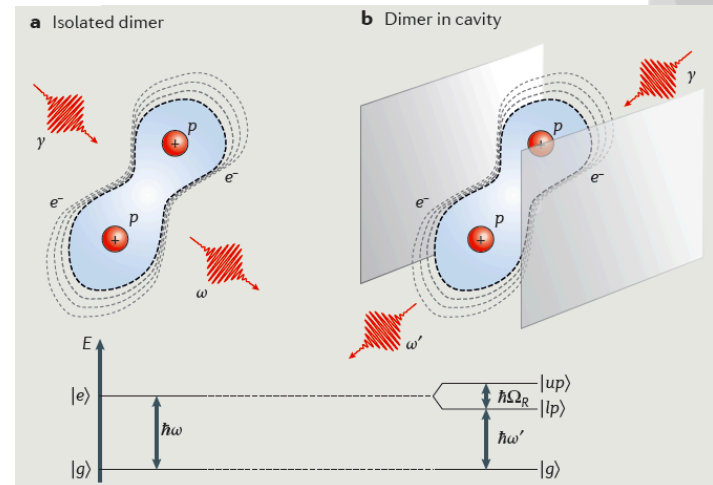 a Isolated dimer
b Dimer in cavity
γ
p
+
e⁻
e⁻
p
+
ω
γ
p
+
e⁻
p
+
ω′
E
|e⟩
ħω
|g⟩
|up⟩
ħΩ_R
|lp⟩
ħω′
|g⟩